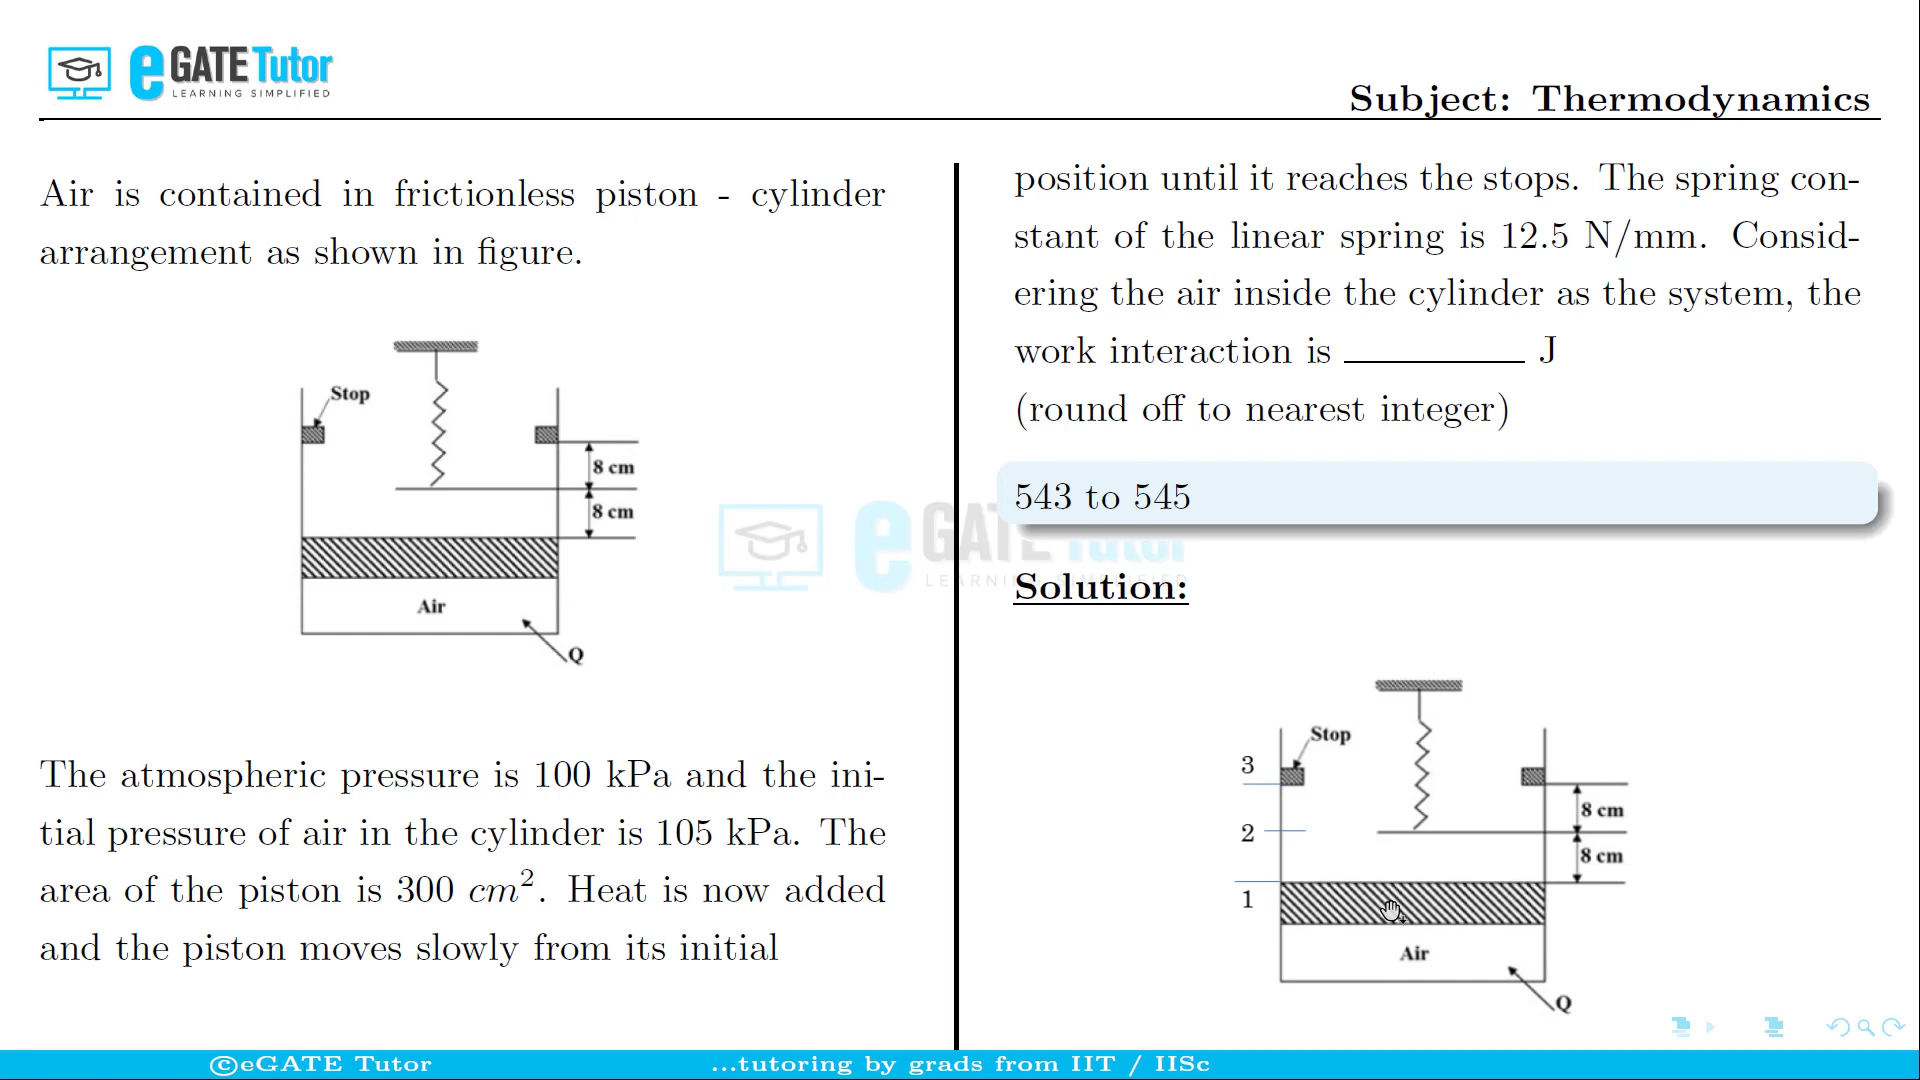 e GATE Tutor
LEARNING SIMPLIFIED
Subject: Thermodynamics
Air is contained in frictionless piston - cylinder
arrangement as shown in figure.
Stop
8 cm
8 cm
Air
Q
The atmospheric pressure is 100 kPa and the ini-
tial pressure of air in the cylinder is 105 kPa. The
area of the piston is 300 cm². Heat is now added
and the piston moves slowly from its initial
position until it reaches the stops. The spring con-
stant of the linear spring is 12.5 N/mm. Consid-
ering the air inside the cylinder as the system, the
work interaction is ________ J
(round off to nearest integer)
543 to 545
e GATE Tutor
LEARNING SIMPLIFIED
Solution:
Stop
3
8 cm
2
8 cm
1
Air
Q
©eGATE Tutor
...tutoring by grads from IIT / IISc